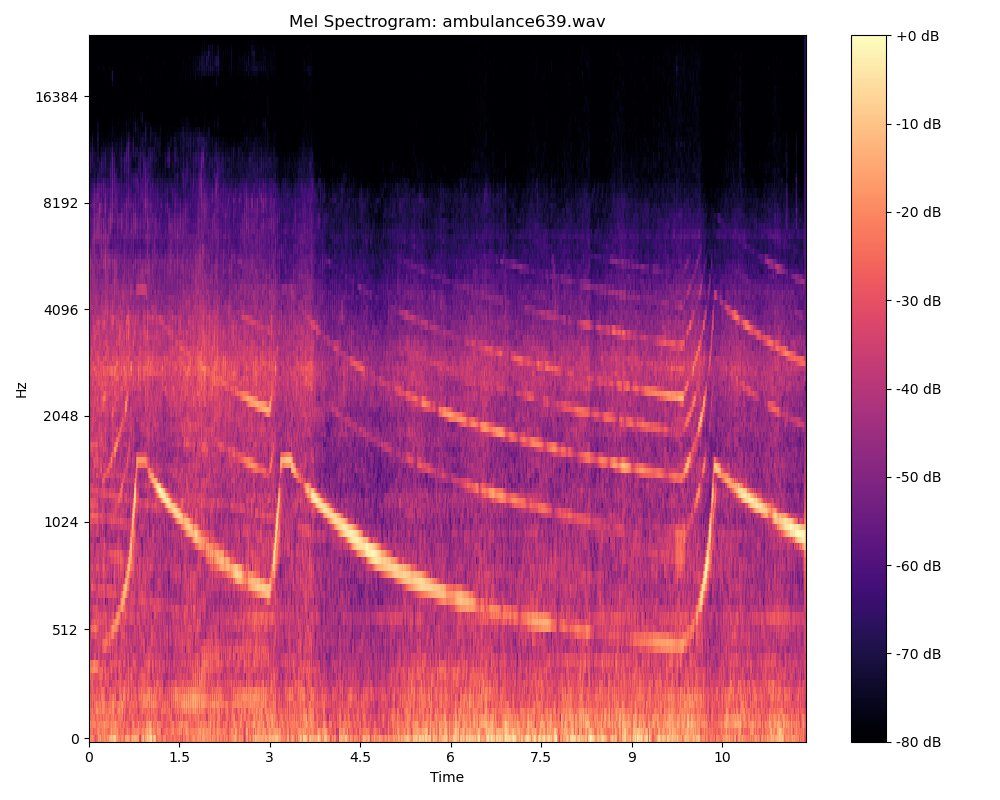 Mel Spectrogram: ambulance639.wav
+0 dB
16384
-10 dB
-20 dB
8192
-30 dB
4096
Hz
-40 dB
2048
-50 dB
1024
-60 dB
512
-70 dB
0
-80 dB
0 1.5 3 4.5 6 7.5 9 10
Time